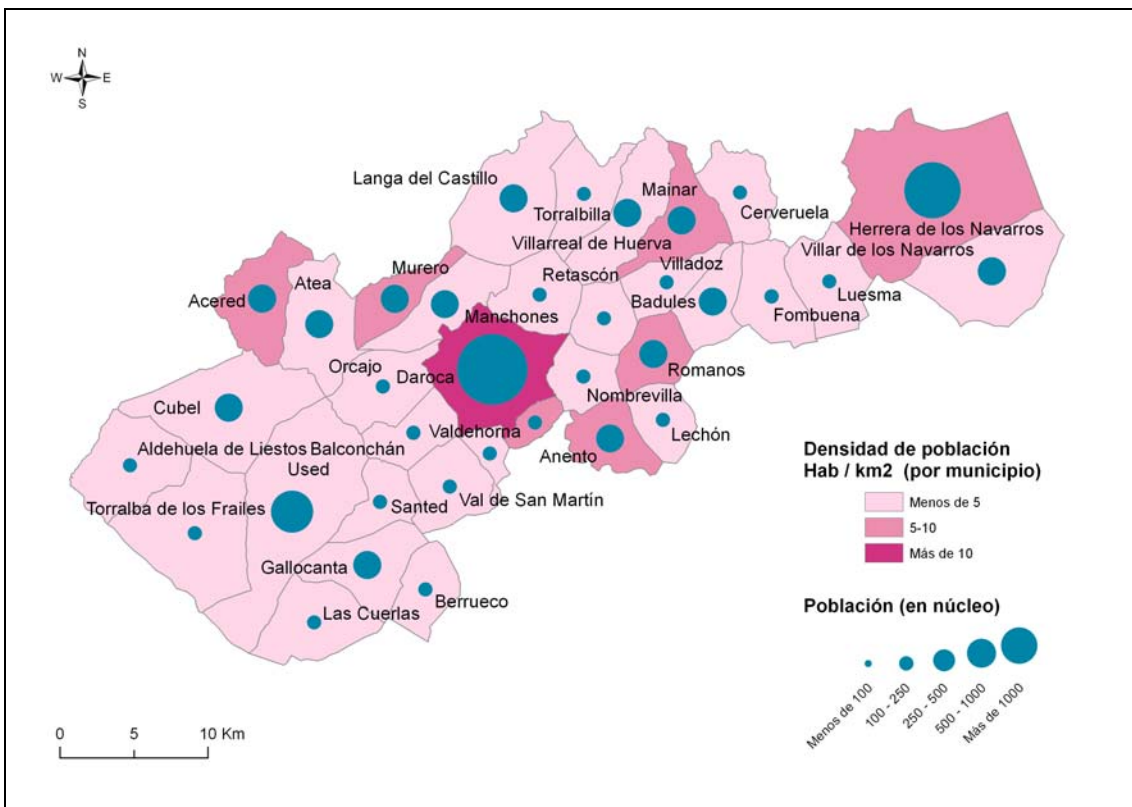 N
W E
S
Langa del Castillo
Torralbilla
Mainar
Cerveruela
Herrera de los Navarros
Villarreal de Huerva
Villar de los Navarros
Murero
Retascón
Villadoz
Atea
Acered
Luesma
Badules
Fombuena
Manchones
Orcajo
Daroca
Romanos
Nombrevilla
Cubel
Valdehorna
Lechón
Anento
Aldehuela de Liestos
Balconchán
Used
Torralba de los Frailes
Santed
Val de San Martín
Gallocanta
Berrueco
Las Cuerlas
Densidad de población
Hab / km2 (por municipio)
Menos de 5
5-10
Más de 10
Población (en núcleo)
Menos de 100
100 - 250
250 - 500
500 - 1000
Más de 1000
0 5 10 Km